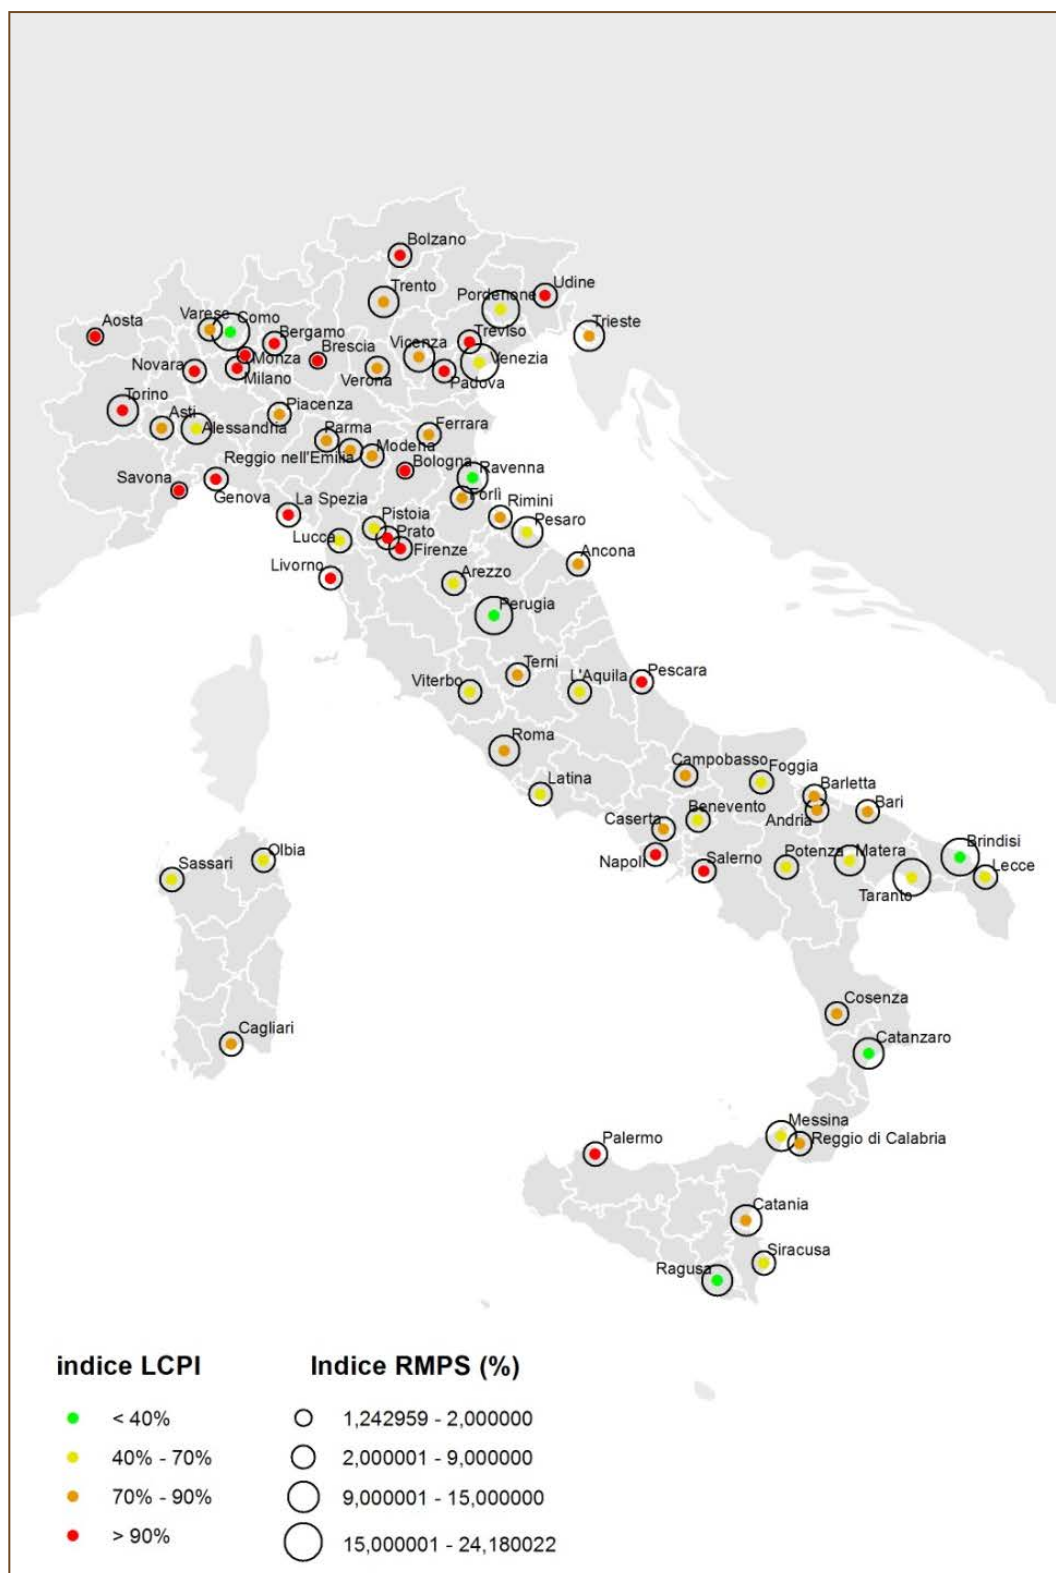 Bolzano
Trento
Pordenone
Udine
Aosta
Varese
Como
Bergamo
Brescia
Vicenza
Treviso
Trieste
Novara
Monza
Milano
Verona
Padova
Venezia
Torino
Asti
Alessandria
Piacenza
Parma
Modena
Ferrara
Reggio nell'Emilia
Bologna
Ravenna
Savona
Genova
La Spezia
Forlì
Rimini
Pistoia
Prato
Pesaro
Lucca
Firenze
Livorno
Arezzo
Ancona
Perugia
Terni
Viterbo
L'Aquila
Pescara
Roma
Latina
Campobasso
Foggia
Barletta
Benevento
Andria
Bari
Caserta
Napoli
Salerno
Potenza
Matera
Brindisi
Lecce
Taranto
Olbia
Sassari
Cagliari
Cosenza
Catanzaro
Messina
Reggio di Calabria
Palermo
Catania
Siracusa
Ragusa
indice LCPI
< 40%
40% - 70%
70% - 90%
> 90%
Indice RMPS (%)
1,242959 - 2,000000
2,000001 - 9,000000
9,000001 - 15,000000
15,000001 - 24,180022